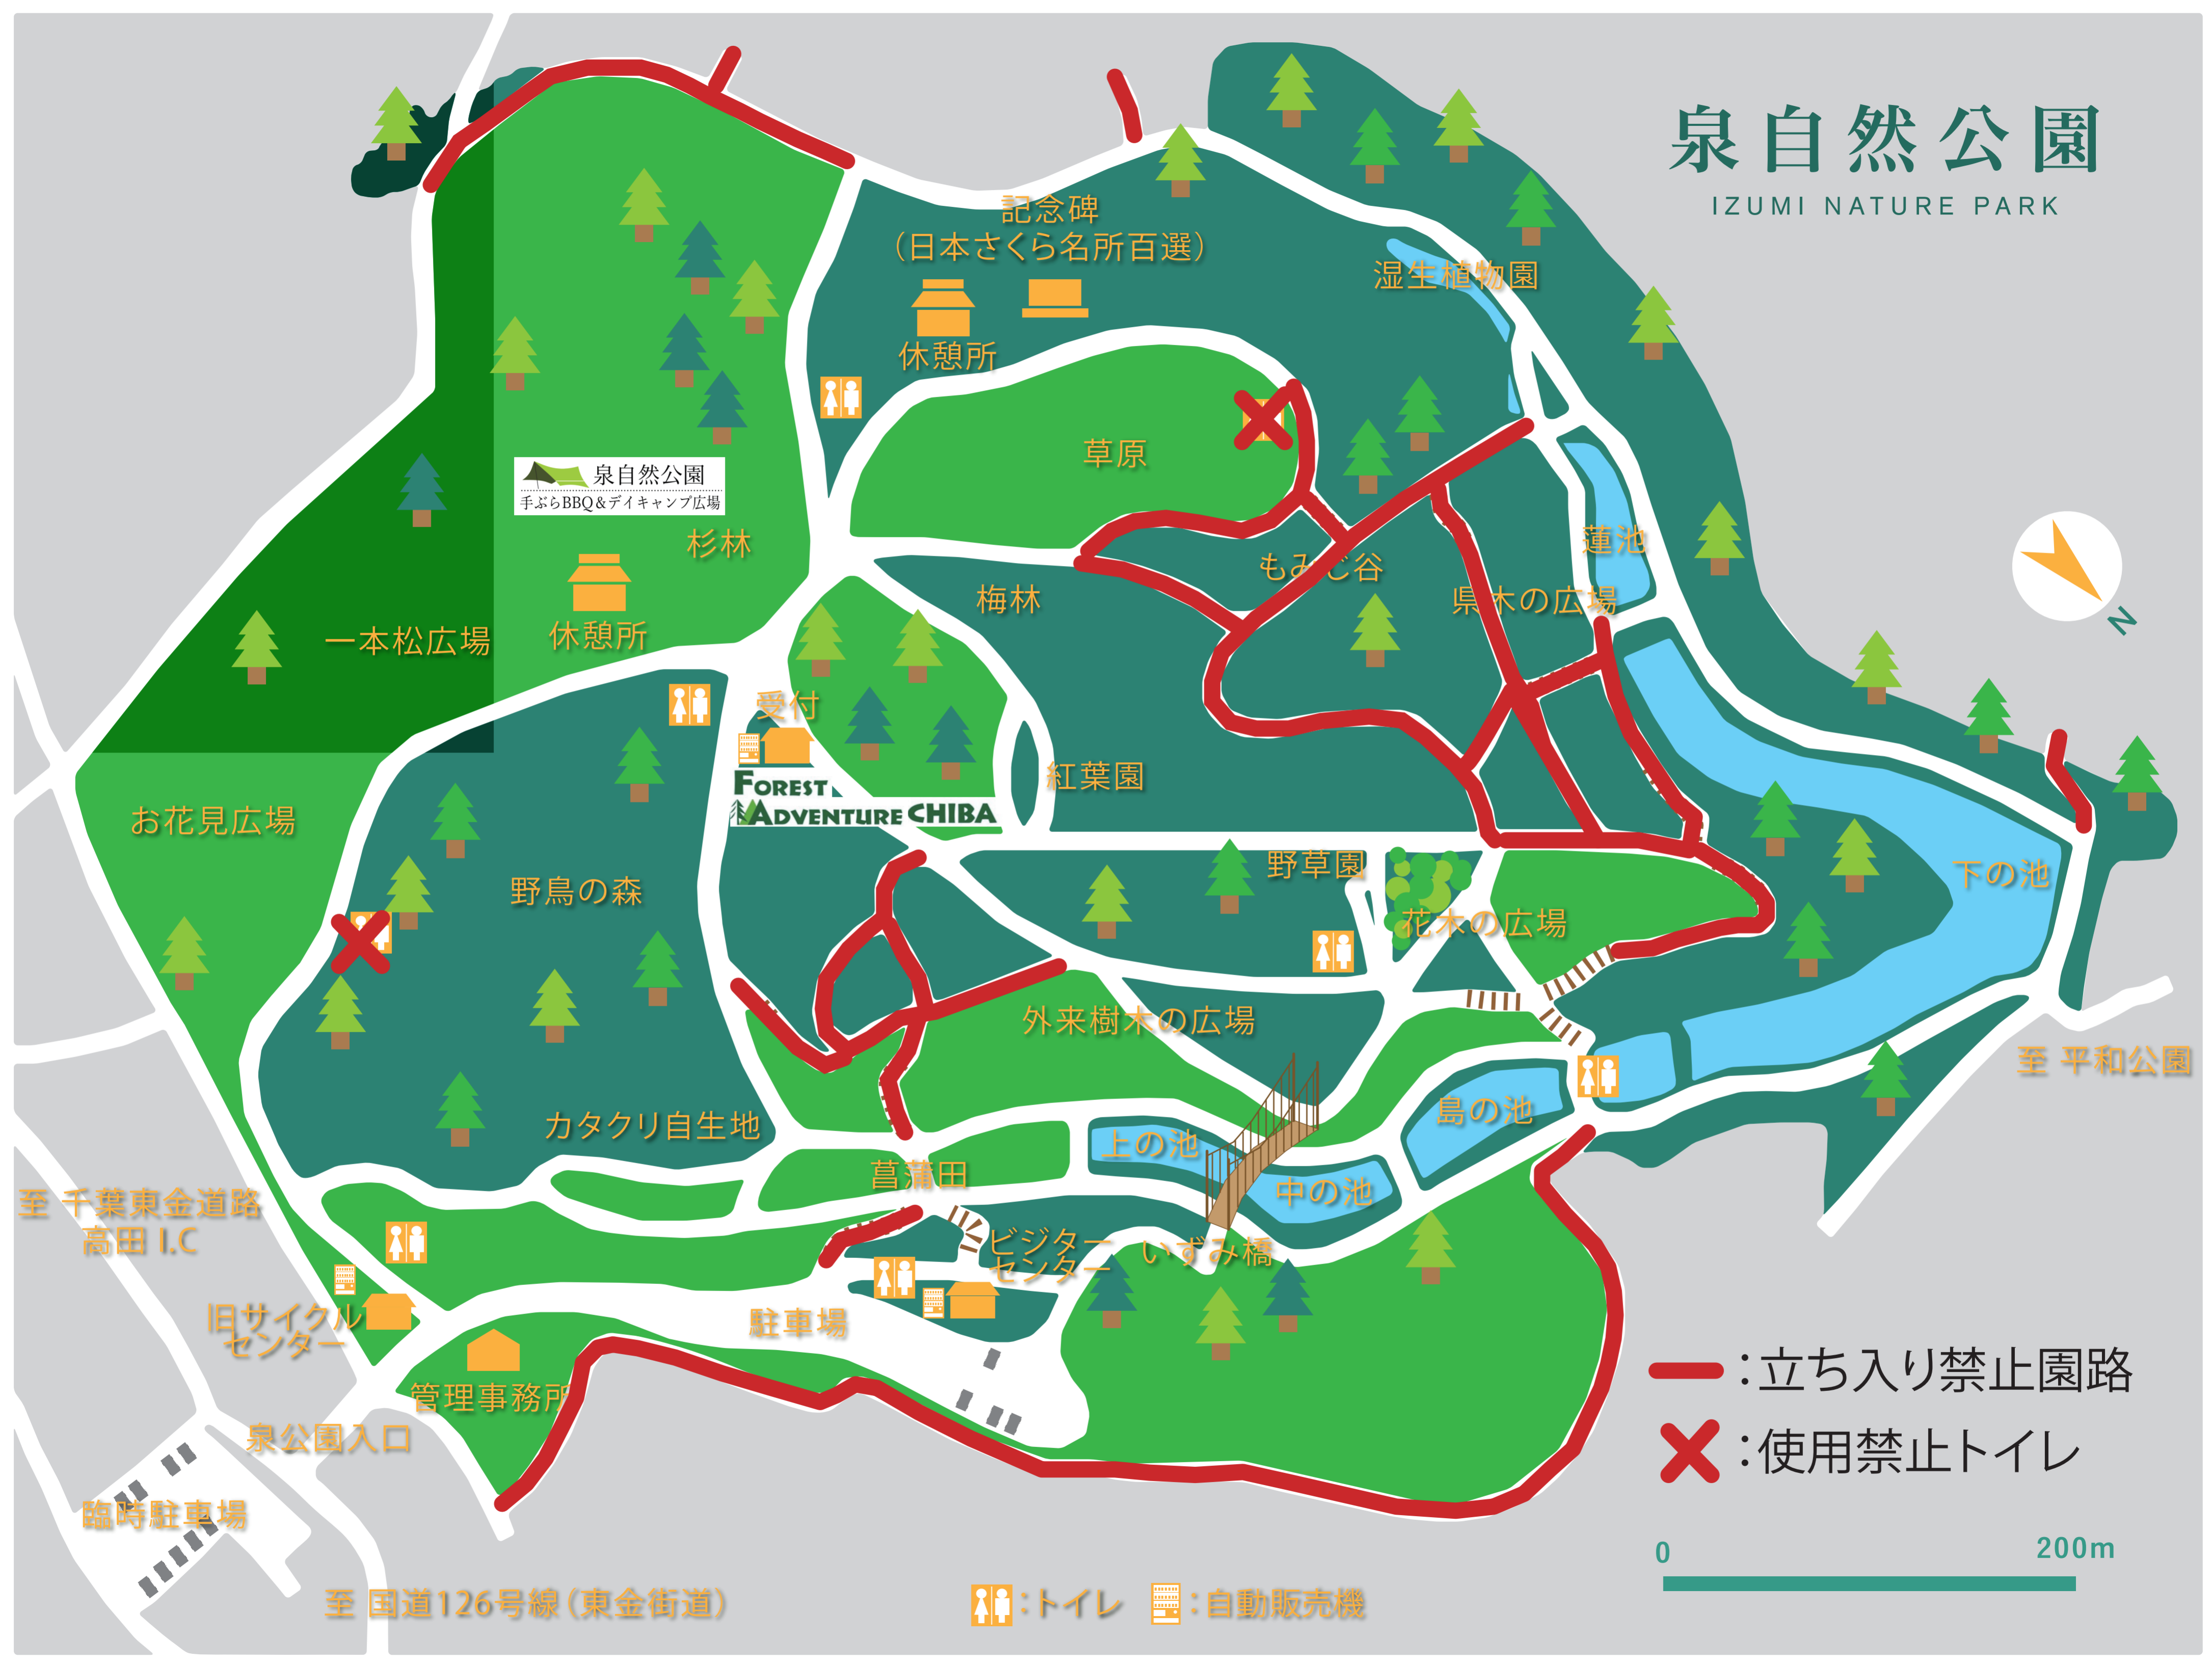 泉自然公園
IZUMI NATURE PARK
記念碑
（日本さくら名所百選）
休憩所
湿生植物園
草原
泉自然公園
手ぶらBBQ＆デイキャンプ広場
杉林
蓮池
もみじ谷
県木の広場
梅林
N
一本松広場
休憩所
受付
紅葉園
FOREST
ADVENTURE CHIBA
お花見広場
野鳥の森
野草園
花木の広場
下の池
外来樹木の広場
至 平和公園
カタクリ自生地
上の池
島の池
菖蒲田
中の池
至 千葉東金道路
高田 I.C
ビジター
センター
いずみ橋
旧サイクル
センター
駐車場
管理事務所
泉公園入口
臨時駐車場
：立ち入り禁止園路
：使用禁止トイレ
0
200m
至 国道126号線（東金街道）
：トイレ
：自動販売機